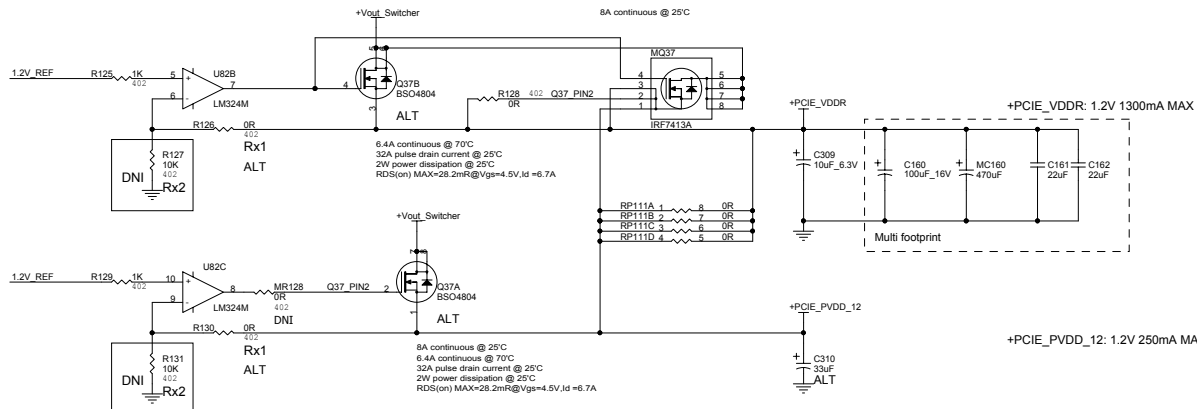 +Vout_Switcher
8A continuous @ 25'C
MQ37
1.2V_REF
R125
1K
402
5
6
7
U82B
LM324M
+
-
5
6
4
3
Q37B
BSO4804
ALT
R128
402
0R
Q37_PIN2
4
3
2
1
5
6
7
8
IRF7413A
+PCIE_VDDR
+PCIE_VDDR: 1.2V 1300mA MAX
R126
0R
402
Rx1
ALT
6.4A continuous @ 70'C
32A pulse drain current @ 25'C
2W power dissipation @ 25'C
RDS(on) MAX=28.2mR@Vgs=4.5V,Id =6.7A
DNI
R127
10K
402
Rx2
+
C309
10uF_6.3V
+
C160
100uF_16V
+
MC160
470uF
C161
22uF
C162
22uF
Multi footprint
RP111A 1 8 0R
RP111B 2 7 0R
RP111C 3 6 0R
RP111D 4 5 0R
+Vout_Switcher
1.2V_REF
R129
1K
402
10
9
8
U82C
LM324M
+
-
MR128
0R
402
DNI
Q37_PIN2
7
8
2
1
Q37A
BSO4804
ALT
R130
0R
402
Rx1
ALT
+PCIE_PVDD_12
+PCIE_PVDD_12: 1.2V 250mA MA
8A continuous @ 25'C
6.4A continuous @ 70'C
32A pulse drain current @ 25'C
2W power dissipation @ 25'C
RDS(on) MAX=28.2mR@Vgs=4.5V,Id =6.7A
DNI
R131
10K
402
Rx2
+
C310
33uF
ALT